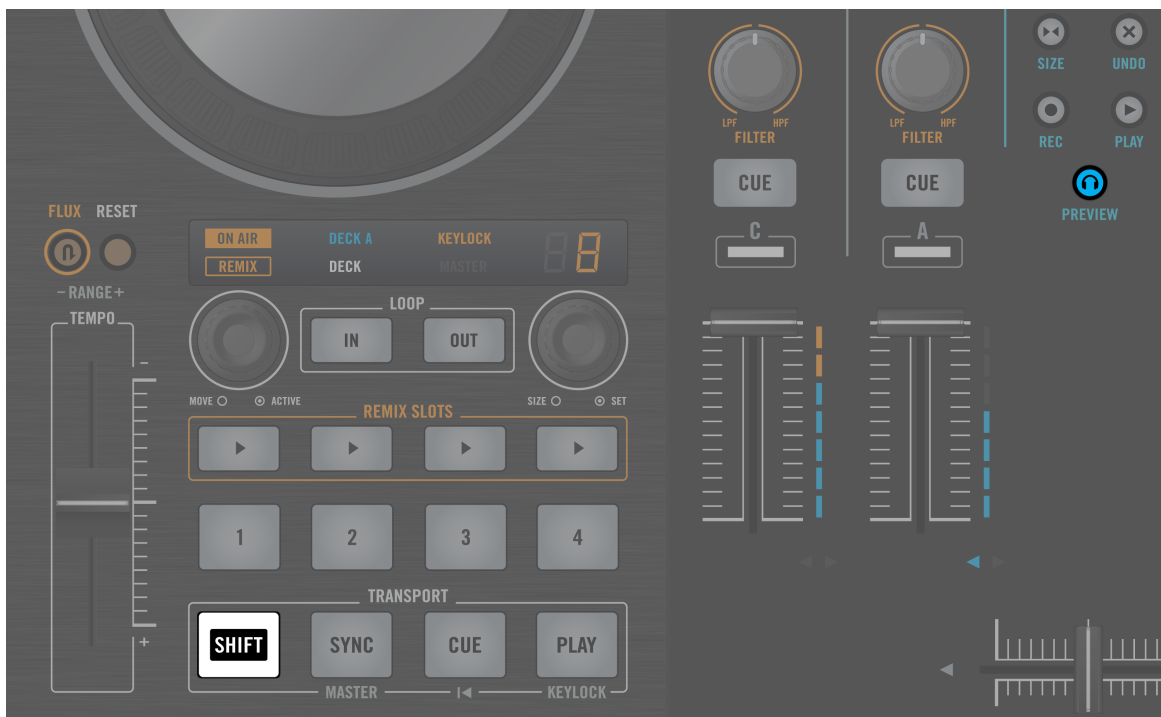 SIZE
UNDO
LPF HPF
FILTER
LPF HPF
FILTER
REC
PLAY
CUE
CUE
PREVIEW
FLUX RESET
ON AIR DECK A KEYLOCK 8
REMIX DECK MASTER
C
A
-RANGE+
TEMPO
LOOP
IN OUT
-
MOVE ACTIVE
SIZE SET
REMIX SLOTS
1 2 3 4
TRANSPORT
+
SHIFT SYNC CUE PLAY
MASTER KEYLOCK